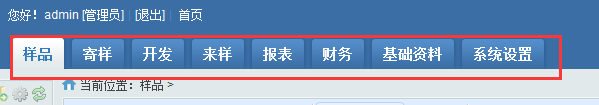 您好！admin [管理员] | [退出] | 首页
样品 寄样 开发 来样 报表 财务 基础资料 系统设置
当前位置：样品 >